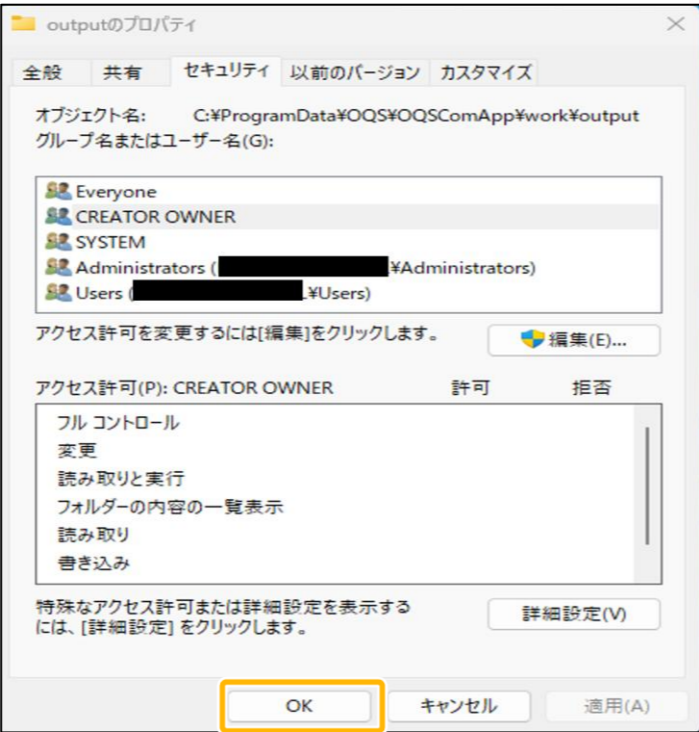 outputのプロパティ
全般 共有 セキュリティ 以前のバージョン カスタマイズ
オブジェクト名: C:¥ProgramData¥OQS¥OQSComApp¥work¥output
グループ名またはユーザー名(G):
Everyone
CREATOR OWNER
SYSTEM
Administrators ( ¥Administrators)
Users ( ¥Users)
アクセス許可を変更するには[編集]をクリックします。 編集(E)...
アクセス許可(P): CREATOR OWNER 許可 拒否
フル コントロール
変更
読み取りと実行
フォルダーの内容の一覧表示
読み取り
書き込み
特殊なアクセス許可または詳細設定を表示する
には、[詳細設定] をクリックします。 詳細設定(V)
OK キャンセル 適用(A)